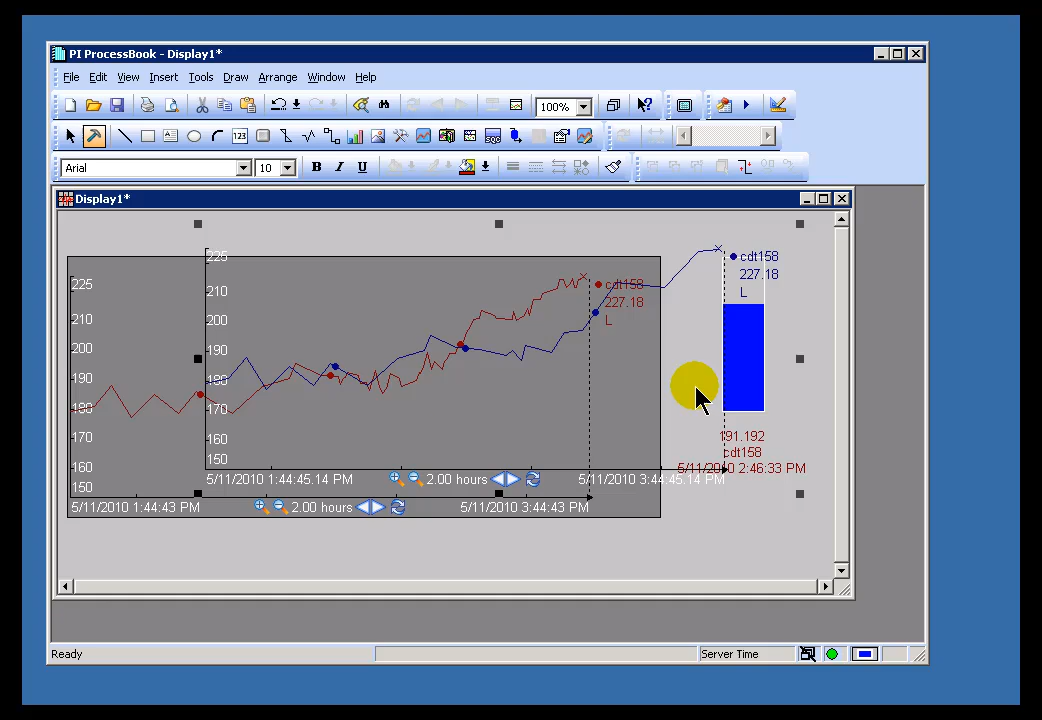 PI ProcessBook - Display1*
File Edit View Insert Tools Draw Arrange Window Help
100%
123
SQC
Arial 10 B I U
Display1*
225
210
200
190
180
170
160
150
225
210
200
190
180
170
160
150
cdt158
227.18
L
cdt158
227.18
L
191.192
cdt158
5/11/2010 2:46:33 PM
5/11/2010 1:44:45.14 PM 2.00 hours 5/11/2010 3:44:45.14 PM
5/11/2010 1:44:43 PM 2.00 hours 5/11/2010 3:44:43 PM
Ready Server Time